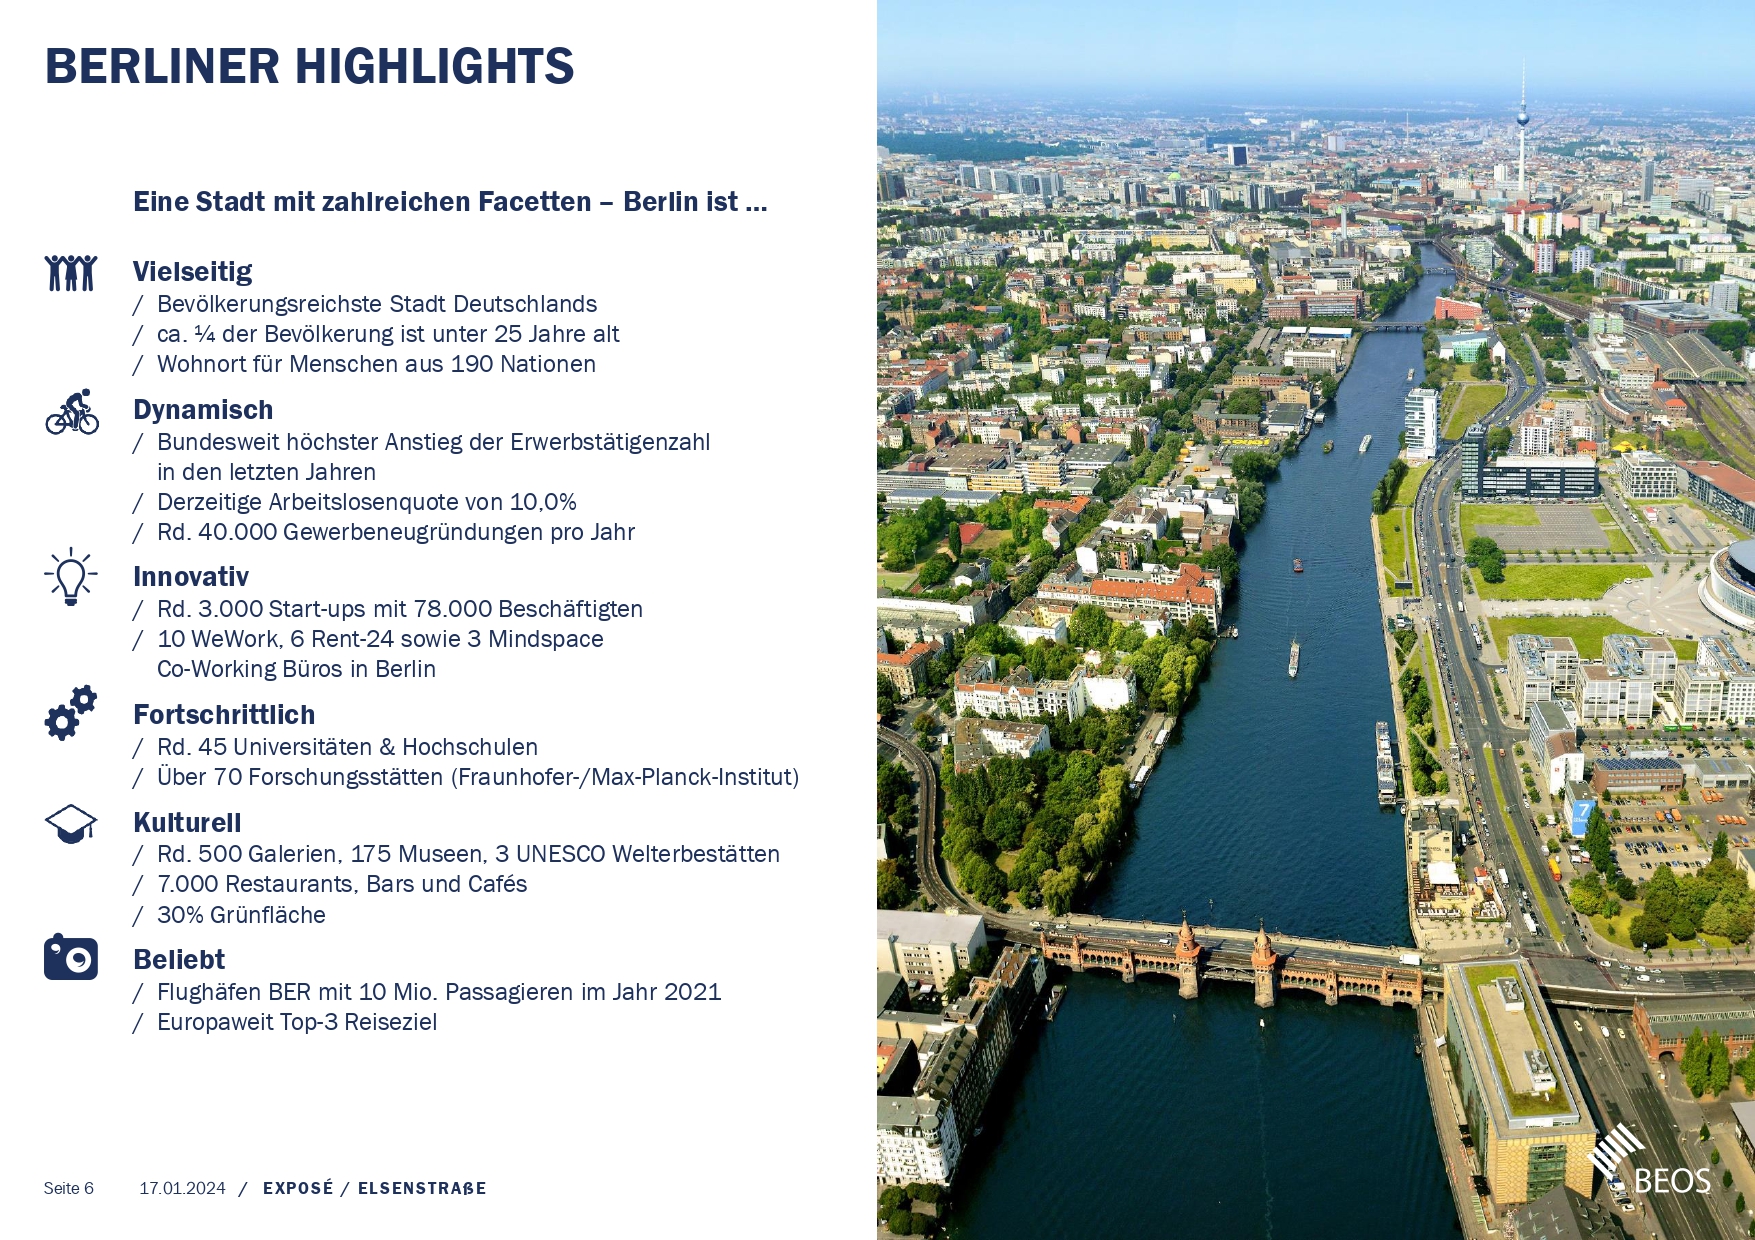 BERLINER HIGHLIGHTS
Eine Stadt mit zahlreichen Facetten – Berlin ist ...
Vielseitig
/ Bevölkerungsreichste Stadt Deutschlands
/ ca. ¼ der Bevölkerung ist unter 25 Jahre alt
/ Wohnort für Menschen aus 190 Nationen
Dynamisch
/ Bundesweit höchster Anstieg der Erwerbstätigenzahl
in den letzten Jahren
/ Derzeitige Arbeitslosenquote von 10,0%
/ Rd. 40.000 Gewerbeneugründungen pro Jahr
Innovativ
/ Rd. 3.000 Start-ups mit 78.000 Beschäftigten
/ 10 WeWork, 6 Rent-24 sowie 3 Mindspace
Co-Working Büros in Berlin
Fortschrittlich
/ Rd. 45 Universitäten & Hochschulen
/ Über 70 Forschungsstätten (Fraunhofer-/Max-Planck-Institut)
Kulturell
/ Rd. 500 Galerien, 175 Museen, 3 UNESCO Welterbestätten
/ 7.000 Restaurants, Bars und Cafés
/ 30% Grünfläche
Beliebt
/ Flughäfen BER mit 10 Mio. Passagieren im Jahr 2021
/ Europaweit Top-3 Reiseziel
Seite 6 17.01.2024 / EXPOSÉ / ELSENSTRAßE
7
BEOS